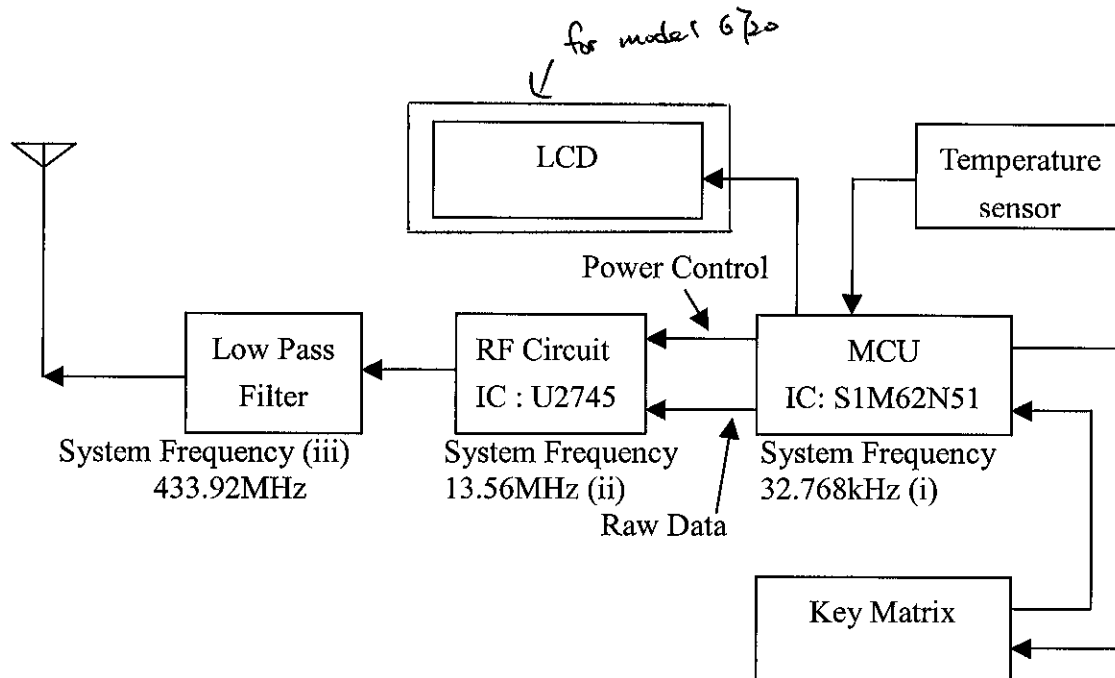 for model 6720
LCD
Temperature
sensor
Power Control
Low Pass
Filter
RF Circuit
IC : U2745
MCU
IC: S1M62N51
System Frequency (iii)
433.92MHz
System Frequency
13.56MHz (ii)
System Frequency
32.768kHz (i)
Raw Data
Key Matrix